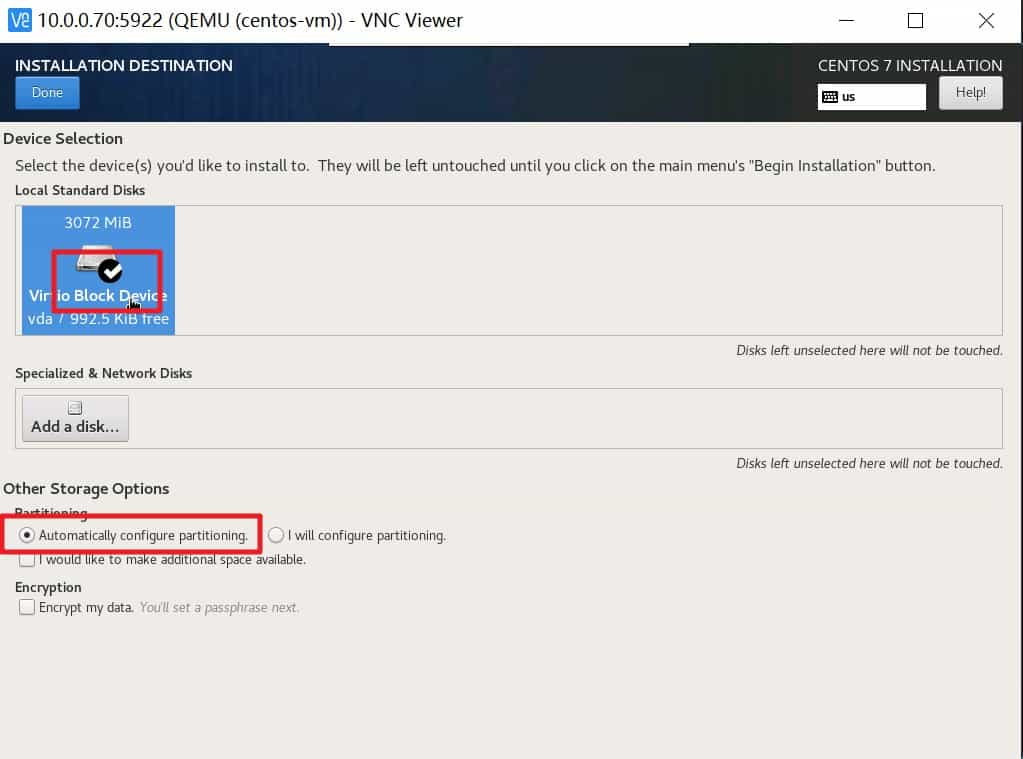 V2 10.0.0.70:5922 (QEMU (centos-vm)) - VNC Viewer
INSTALLATION DESTINATION
CENTOS 7 INSTALLATION
Done
us
Help!
Device Selection
Select the device(s) you'd like to install to.  They will be left untouched until you click on the main menu's "Begin Installation" button.
Local Standard Disks
3072 MiB
Virtio Block Device
vda / 992.5 KiB free
Disks left unselected here will not be touched.
Specialized & Network Disks
Add a disk...
Disks left unselected here will not be touched.
Other Storage Options
Partitioning
Automatically configure partitioning.
I will configure partitioning.
I would like to make additional space available.
Encryption
Encrypt my data. You'll set a passphrase next.